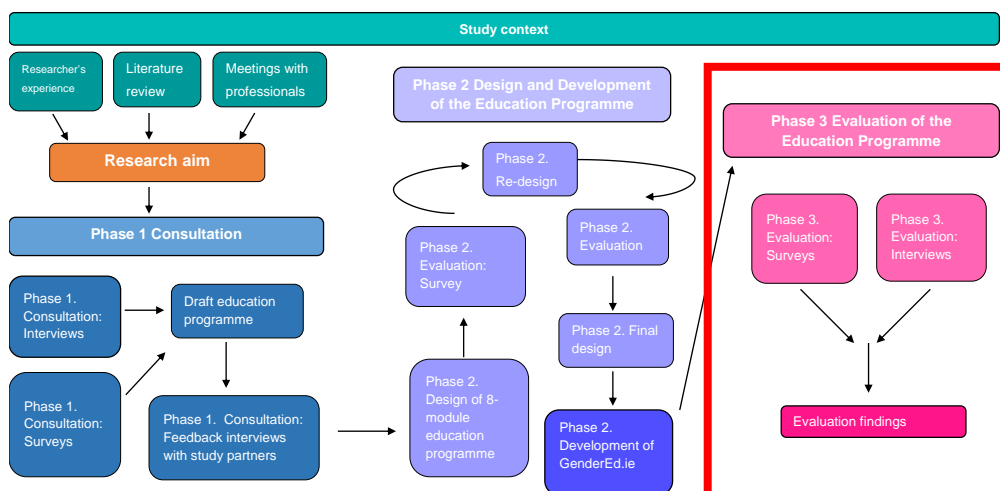 Study context
Researcher's
experience
Literature
review
Meetings with
professionals
Research aim
Phase 1 Consultation
Phase 1.
Consultation:
Interviews
Draft education
programme
Phase 1.
Consultation:
Surveys
Phase 1.  Consultation:
Feedback interviews
with study partners
Phase 2 Design and Development
of the Education Programme
Phase 2.
Re-design
Phase 2.
Evaluation:
Survey
Phase 2.
Evaluation
Phase 2. Final
design
Phase 2.
Design of 8-
module
education
programme
Phase 2.
Development of
GenderEd.ie
Phase 3 Evaluation of the
Education Programme
Phase 3.
Evaluation:
Surveys
Phase 3.
Evaluation:
Interviews
Evaluation findings